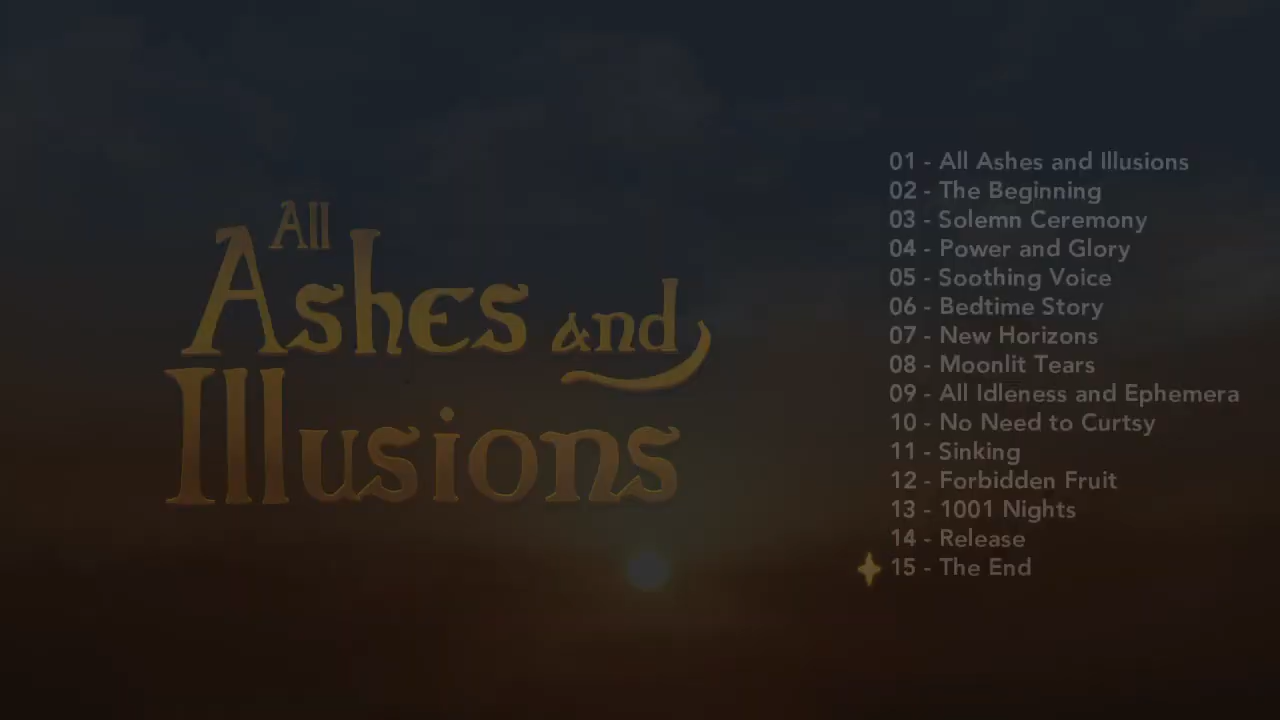 All
Ashes and
Illusions
01 - All Ashes and Illusions
02 - The Beginning
03 - Solemn Ceremony
04 - Power and Glory
05 - Soothing Voice
06 - Bedtime Story
07 - New Horizons
08 - Moonlit Tears
09 - All Idleness and Ephemera
10 - No Need to Curtsy
11 - Sinking
12 - Forbidden Fruit
13 - 1001 Nights
14 - Release
15 - The End